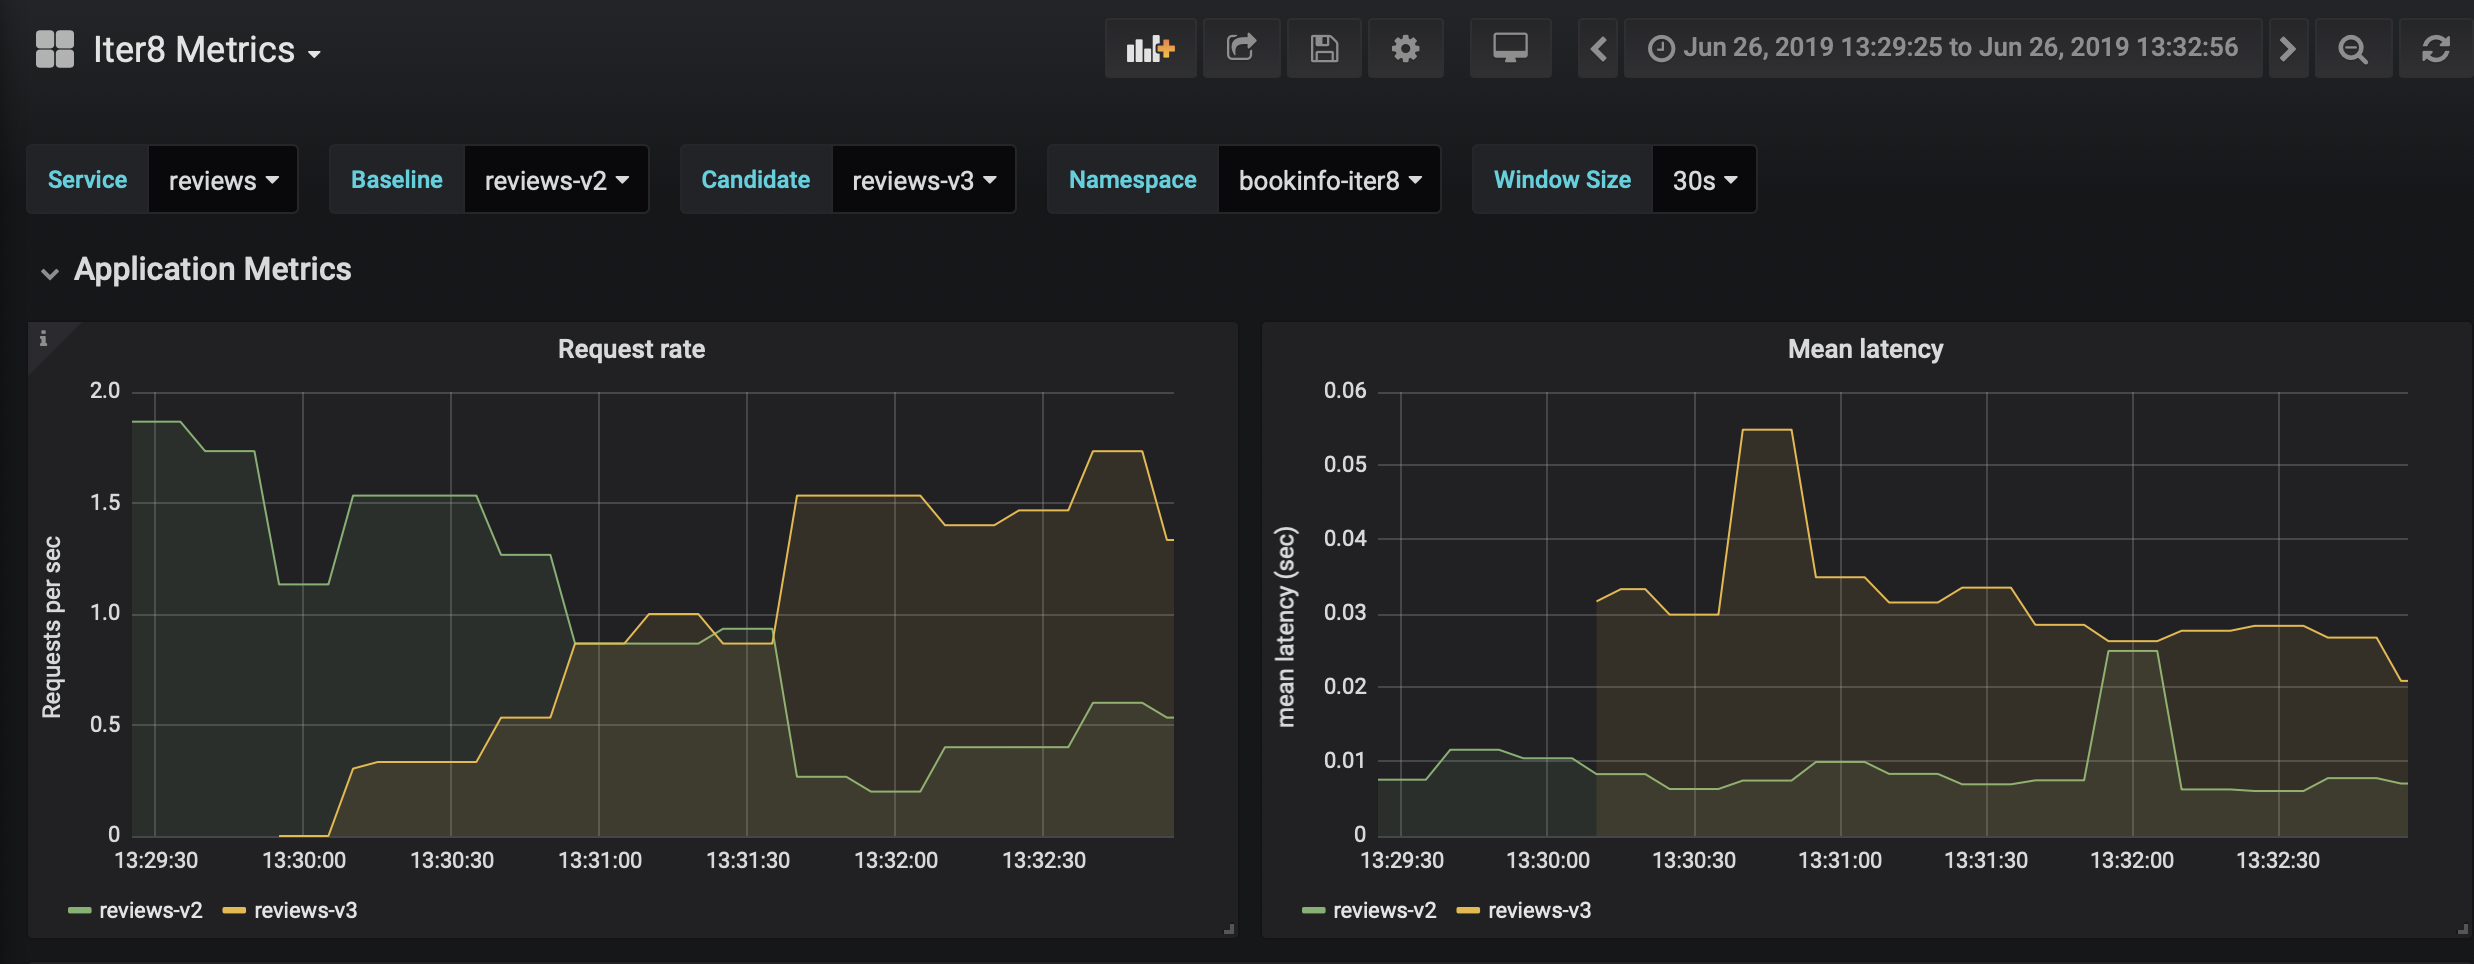 Iter8 Metrics
Jun 26, 2019 13:29:25 to Jun 26, 2019 13:32:56
Service reviews Baseline reviews-v2 Candidate reviews-v3 Namespace bookinfo-iter8 Window Size 30s
Application Metrics
i
Request rate
2.0
1.5
1.0
0.5
0
Requests per sec
13:29:30 13:30:00 13:30:30 13:31:00 13:31:30 13:32:00 13:32:30
reviews-v2 reviews-v3
Mean latency
0.06
0.05
0.04
0.03
0.02
0.01
0
mean latency (sec)
13:29:30 13:30:00 13:30:30 13:31:00 13:31:30 13:32:00 13:32:30
reviews-v2 reviews-v3